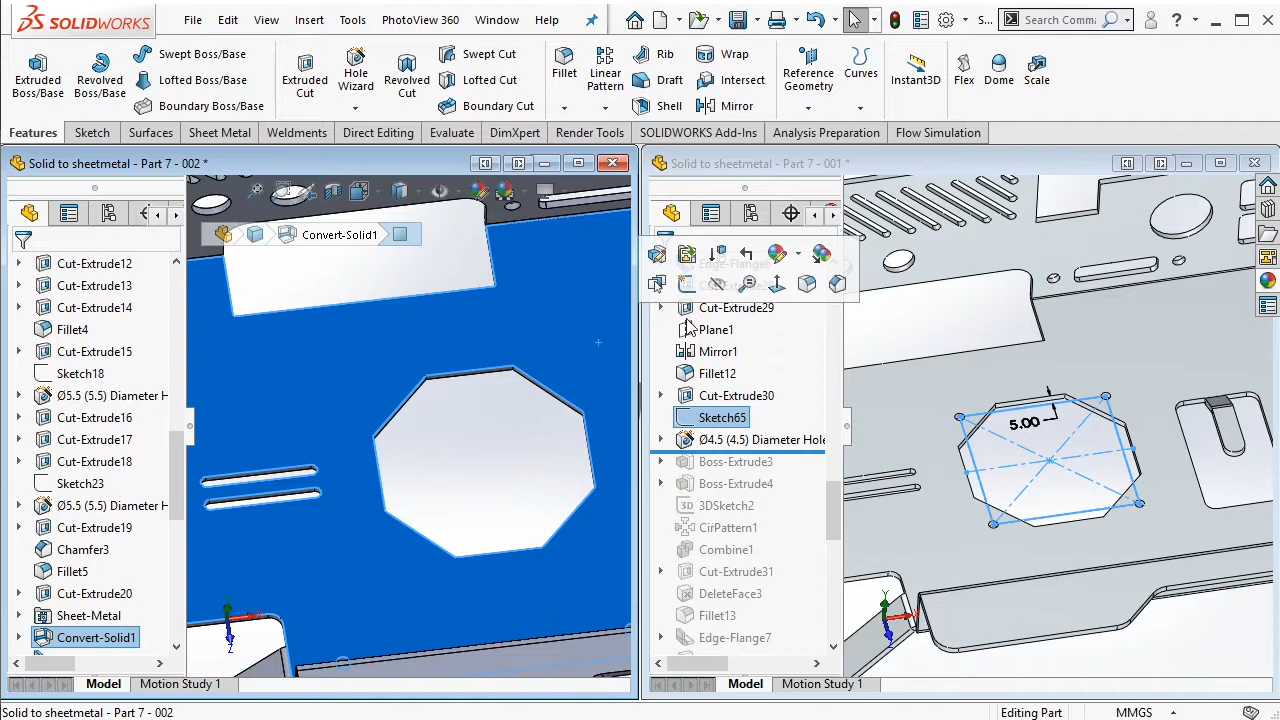 SOLIDWORKS File Edit View Insert Tools PhotoView 360 Window Help S... Search Comma
Extruded Boss/Base
Revolved Boss/Base
Swept Boss/Base
Lofted Boss/Base
Boundary Boss/Base
Extruded Cut
Hole Wizard
Revolved Cut
Swept Cut
Lofted Cut
Boundary Cut
Fillet
Linear Pattern
Rib
Draft
Shell
Wrap
Intersect
Mirror
Reference Geometry
Curves
Instant3D
Flex
Dome
Scale
Features Sketch Surfaces Sheet Metal Weldments Direct Editing Evaluate DimXpert Render Tools SOLIDWORKS Add-Ins Analysis Preparation Flow Simulation
Solid to sheetmetal - Part 7 - 002 *
Convert-Solid1
Cut-Extrude12
Cut-Extrude13
Cut-Extrude14
Fillet4
Cut-Extrude15
Sketch18
Ø5.5 (5.5) Diameter H
Cut-Extrude16
Cut-Extrude17
Cut-Extrude18
Sketch23
Ø5.5 (5.5) Diameter H
Cut-Extrude19
Chamfer3
Fillet5
Cut-Extrude20
Sheet-Metal
Convert-Solid1
Model Motion Study 1
Solid to sheetmetal - Part 7 - 001 *
Cut-Extrude29
Plane1
Mirror1
Fillet12
Cut-Extrude30
Sketch65
Ø4.5 (4.5) Diameter Hole
Boss-Extrude3
Boss-Extrude4
3DSketch2
CirPattern1
Combine1
Cut-Extrude31
DeleteFace3
Fillet13
Edge-Flange7
5.00
Y
X
Z
Y
X
Z
Model Motion Study 1
Solid to sheetmetal - Part 7 - 002 Editing Part MMGS